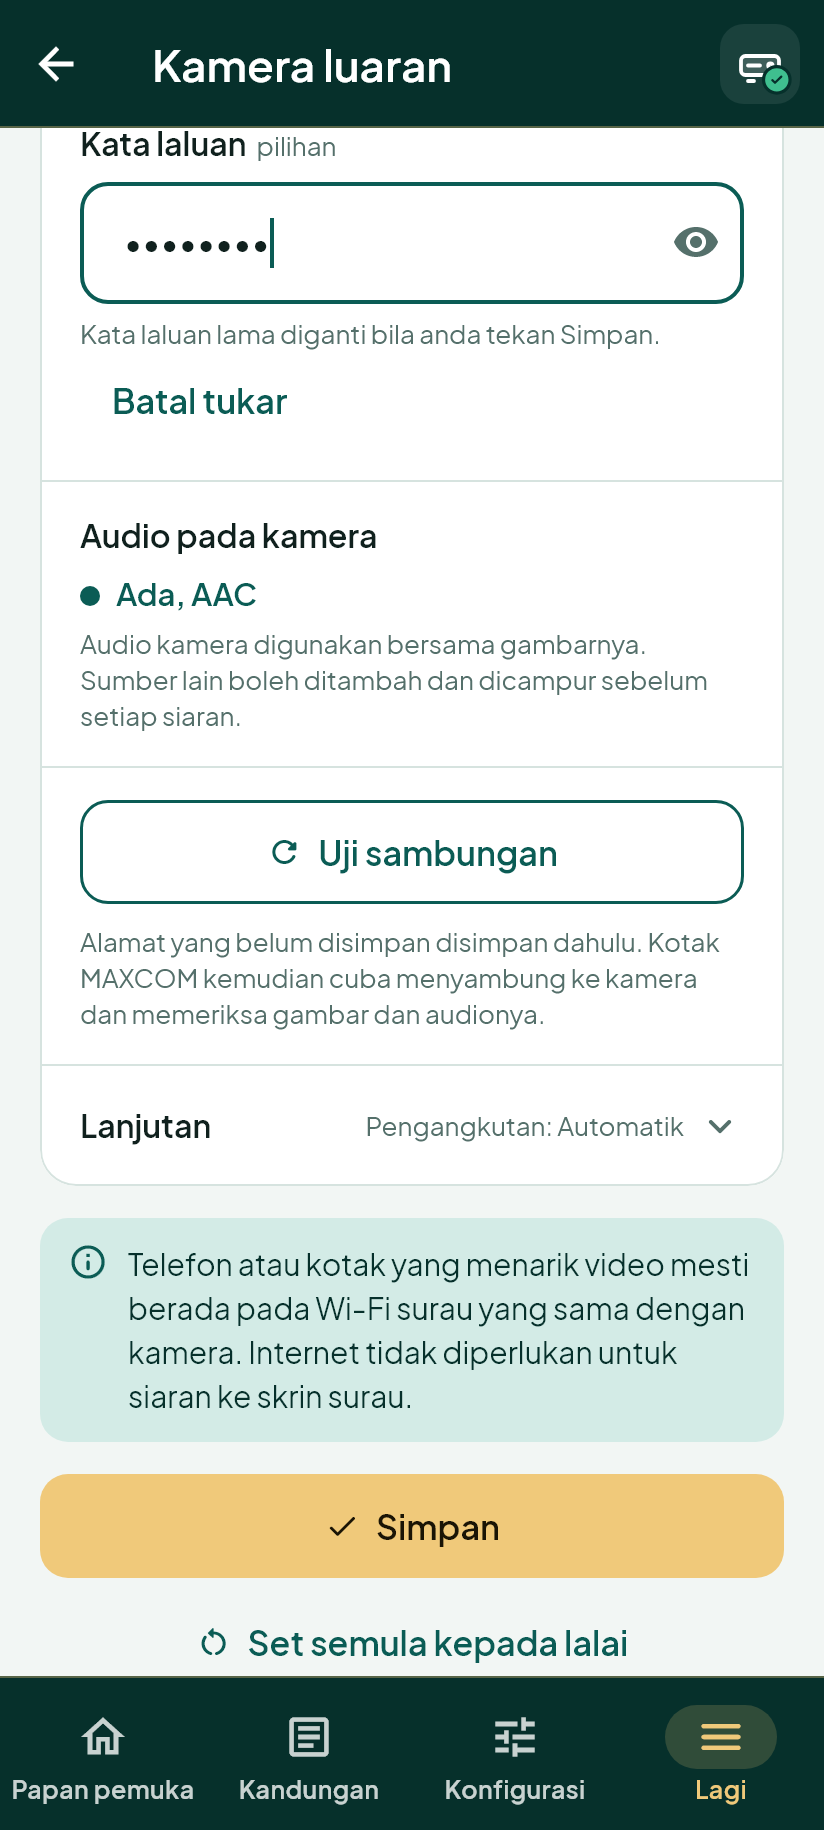 Kamera luaran
Kata laluan pilihan
••••••••
Kata laluan lama diganti bila anda tekan Simpan.
Batal tukar
Audio pada kamera
Ada, AAC
Audio kamera digunakan bersama gambarnya.
Sumber lain boleh ditambah dan dicampur sebelum
setiap siaran.
Uji sambungan
Alamat yang belum disimpan disimpan dahulu. Kotak
MAXCOM kemudian cuba menyambung ke kamera
dan memeriksa gambar dan audionya.
Lanjutan Pengangkutan: Automatik
Telefon atau kotak yang menarik video mesti
berada pada Wi-Fi surau yang sama dengan
kamera. Internet tidak diperlukan untuk
siaran ke skrin surau.
Simpan
Set semula kepada lalai
Papan pemuka Kandungan Konfigurasi Lagi